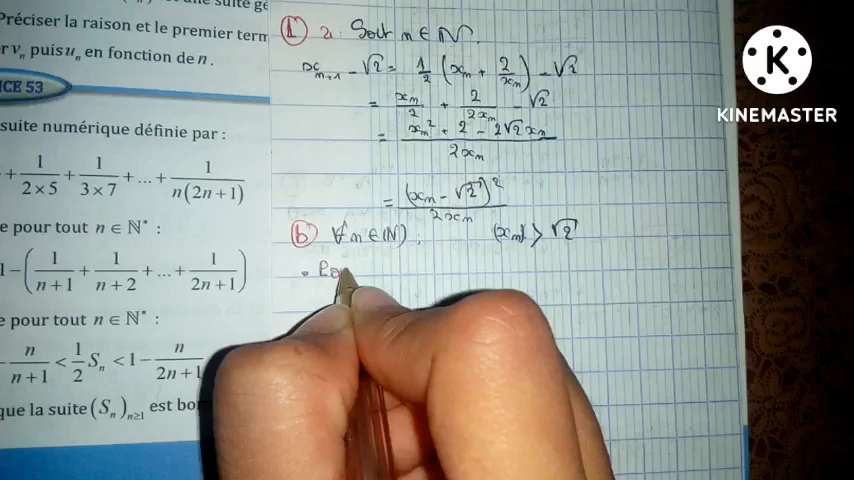 Préciser la raison et le premier term
er vₙ puis uₙ en fonction de n.
CE 53
suite numérique définie par :
+ 1/(2×5) + 1/(3×7) + ... + 1/(n(2n+1))
e pour tout n ∈ ℕ* :
1 − (1/(n+1) + 1/(n+2) + ... + 1/(2n+1))
e pour tout n ∈ ℕ* :
− n/(n+1) < 1/2 Sₙ < 1 − n/(2n+1)
que la suite (Sₙ)ₙ≥₁ est bor
① a. Soit n ∈ ℕ.
xₙ₊₁ − √2 = 1/2 (xₙ + 2/xₙ) − √2
= xₙ/2 + 2/(2xₙ) − √2
= (xₙ² + 2 − 2√2 xₙ)/(2xₙ)
= (xₙ − √2)²/(2xₙ)
ⓑ ∀n ∈ (ℕ) ; (xₙ) > √2
. Po
KINEMASTER